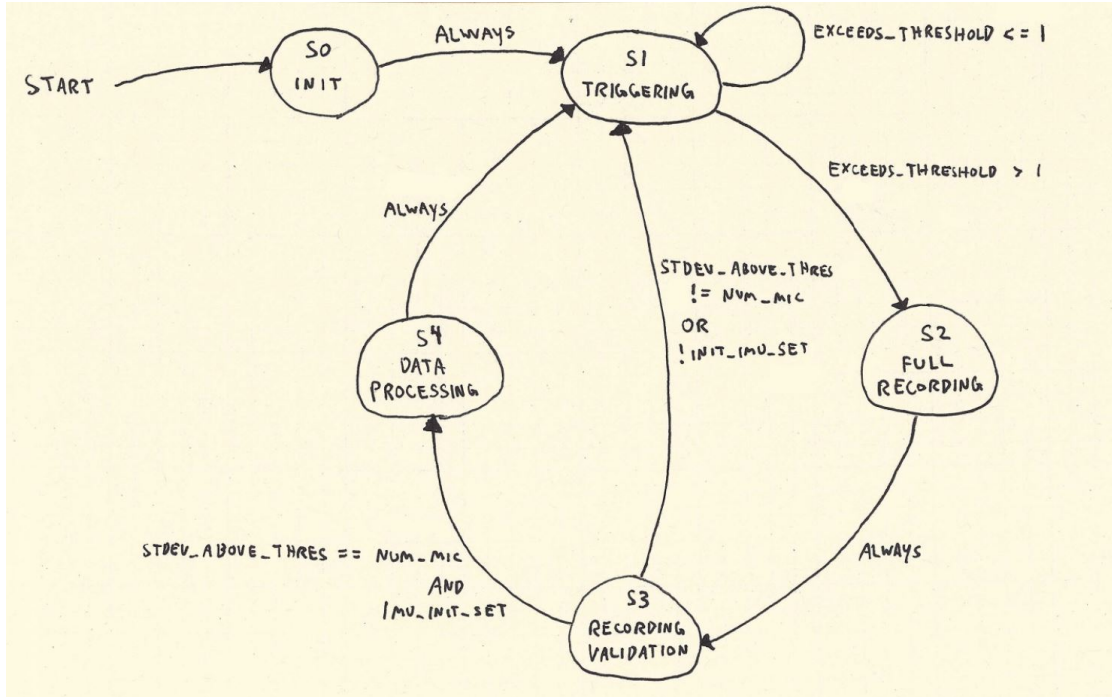 START
S0
INIT
ALWAYS
S1
TRIGGERING
EXCEEDS_THRESHOLD <= 1
EXCEEDS_THRESHOLD > 1
ALWAYS
STDEV_ABOVE_THRES
!= NUM_MIC
OR
!INIT_IMU_SET
S2
FULL
RECORDING
S4
DATA
PROCESSING
ALWAYS
STDEV_ABOVE_THRES == NUM_MIC
AND
IMU_INIT_SET
S3
RECORDING
VALIDATION